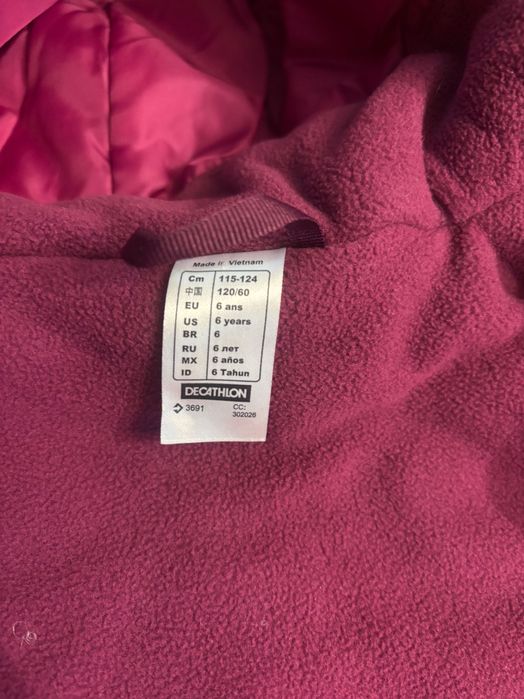 Made in Vietnam
Cm 115-124
中国 120/60
EU 6 ans
US 6 years
BR 6
RU 6 лет
MX 6 años
ID 6 Tahun
DECATHLON
3691 CC:
302026